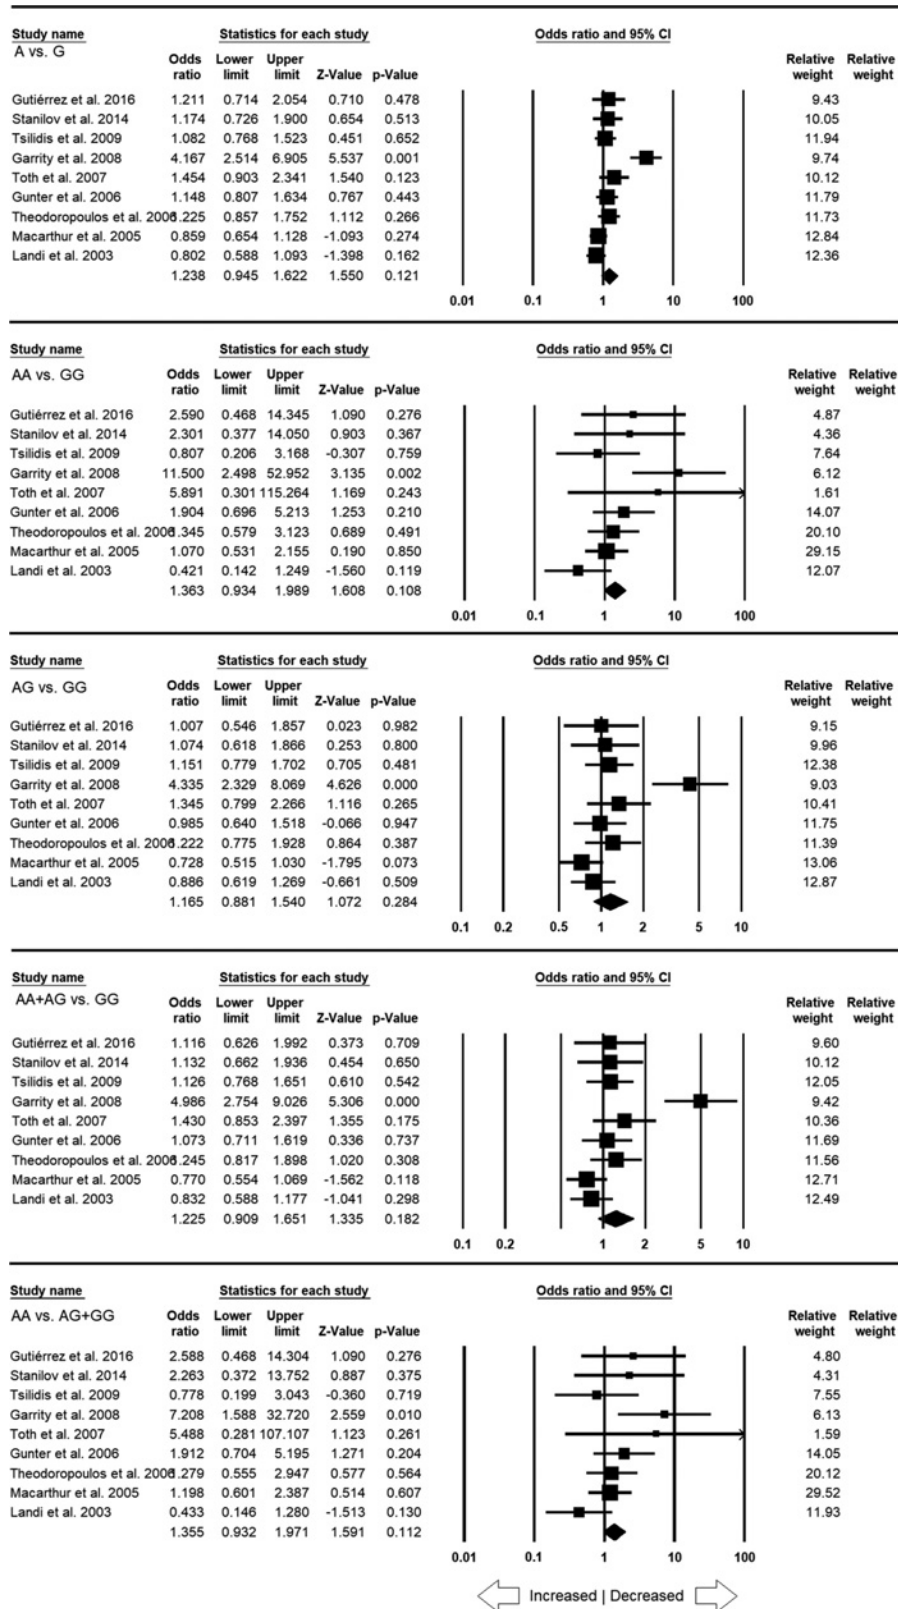 Study name Statistics for each study Odds ratio and 95% CI
A vs. G
Odds Lower Upper Relative Relative
ratio limit limit Z-Value p-Value weight weight
Gutiérrez et al. 2016 1.211 0.714 2.054 0.710 0.478 9.43
Stanilov et al. 2014 1.174 0.726 1.900 0.654 0.513 10.05
Tsilidis et al. 2009 1.082 0.768 1.523 0.451 0.652 11.94
Garrity et al. 2008 4.167 2.514 6.905 5.537 0.001 9.74
Toth et al. 2007 1.454 0.903 2.341 1.540 0.123 10.12
Gunter et al. 2006 1.148 0.807 1.634 0.767 0.443 11.79
Theodoropoulos et al. 2006 1.225 0.857 1.752 1.112 0.266 11.73
Macarthur et al. 2005 0.859 0.654 1.128 -1.093 0.274 12.84
Landi et al. 2003 0.802 0.588 1.093 -1.398 0.162 12.36
1.238 0.945 1.622 1.550 0.121
0.01 0.1 1 10 100
Study name Statistics for each study Odds ratio and 95% CI
AA vs. GG
Odds Lower Upper Relative Relative
ratio limit limit Z-Value p-Value weight weight
Gutiérrez et al. 2016 2.590 0.468 14.345 1.090 0.276 4.87
Stanilov et al. 2014 2.301 0.377 14.050 0.903 0.367 4.36
Tsilidis et al. 2009 0.807 0.206 3.168 -0.307 0.759 7.64
Garrity et al. 2008 11.500 2.498 52.952 3.135 0.002 6.12
Toth et al. 2007 5.891 0.301 115.264 1.169 0.243 1.61
Gunter et al. 2006 1.904 0.696 5.213 1.253 0.210 14.07
Theodoropoulos et al. 2006 1.345 0.579 3.123 0.689 0.491 20.10
Macarthur et al. 2005 1.070 0.531 2.155 0.190 0.850 29.15
Landi et al. 2003 0.421 0.142 1.249 -1.560 0.119 12.07
1.363 0.934 1.989 1.608 0.108
0.01 0.1 1 10 100
Study name Statistics for each study Odds ratio and 95% CI
AG vs. GG
Odds Lower Upper Relative Relative
ratio limit limit Z-Value p-Value weight weight
Gutiérrez et al. 2016 1.007 0.546 1.857 0.023 0.982 9.15
Stanilov et al. 2014 1.074 0.618 1.866 0.253 0.800 9.96
Tsilidis et al. 2009 1.151 0.779 1.702 0.705 0.481 12.38
Garrity et al. 2008 4.335 2.329 8.069 4.626 0.000 9.03
Toth et al. 2007 1.345 0.799 2.266 1.116 0.265 10.41
Gunter et al. 2006 0.985 0.640 1.518 -0.066 0.947 11.75
Theodoropoulos et al. 2006 1.222 0.775 1.928 0.864 0.387 11.39
Macarthur et al. 2005 0.728 0.515 1.030 -1.795 0.073 13.06
Landi et al. 2003 0.886 0.619 1.269 -0.661 0.509 12.87
1.165 0.881 1.540 1.072 0.284
0.1 0.2 0.5 1 2 5 10
Study name Statistics for each study Odds ratio and 95% CI
AA+AG vs. GG
Odds Lower Upper Relative Relative
ratio limit limit Z-Value p-Value weight weight
Gutiérrez et al. 2016 1.116 0.626 1.992 0.373 0.709 9.60
Stanilov et al. 2014 1.132 0.662 1.936 0.454 0.650 10.12
Tsilidis et al. 2009 1.126 0.768 1.651 0.610 0.542 12.05
Garrity et al. 2008 4.986 2.754 9.026 5.306 0.000 9.42
Toth et al. 2007 1.430 0.853 2.397 1.355 0.175 10.36
Gunter et al. 2006 1.073 0.711 1.619 0.336 0.737 11.69
Theodoropoulos et al. 2006 1.245 0.817 1.898 1.020 0.308 11.56
Macarthur et al. 2005 0.770 0.554 1.069 -1.562 0.118 12.71
Landi et al. 2003 0.832 0.588 1.177 -1.041 0.298 12.49
1.225 0.909 1.651 1.335 0.182
0.1 0.2 1 2 5 10
Study name Statistics for each study Odds ratio and 95% CI
AA vs. AG+GG
Odds Lower Upper Relative Relative
ratio limit limit Z-Value p-Value weight weight
Gutiérrez et al. 2016 2.588 0.468 14.304 1.090 0.276 4.80
Stanilov et al. 2014 2.263 0.372 13.752 0.887 0.375 4.31
Tsilidis et al. 2009 0.778 0.199 3.043 -0.360 0.719 7.55
Garrity et al. 2008 7.208 1.588 32.720 2.559 0.010 6.13
Toth et al. 2007 5.488 0.281 107.107 1.123 0.261 1.59
Gunter et al. 2006 1.912 0.704 5.195 1.271 0.204 14.05
Theodoropoulos et al. 2006 1.279 0.555 2.947 0.577 0.564 20.12
Macarthur et al. 2005 1.198 0.601 2.387 0.514 0.607 29.52
Landi et al. 2003 0.433 0.146 1.280 -1.513 0.130 11.93
1.355 0.932 1.971 1.591 0.112
0.01 0.1 1 10 100
Increased | Decreased